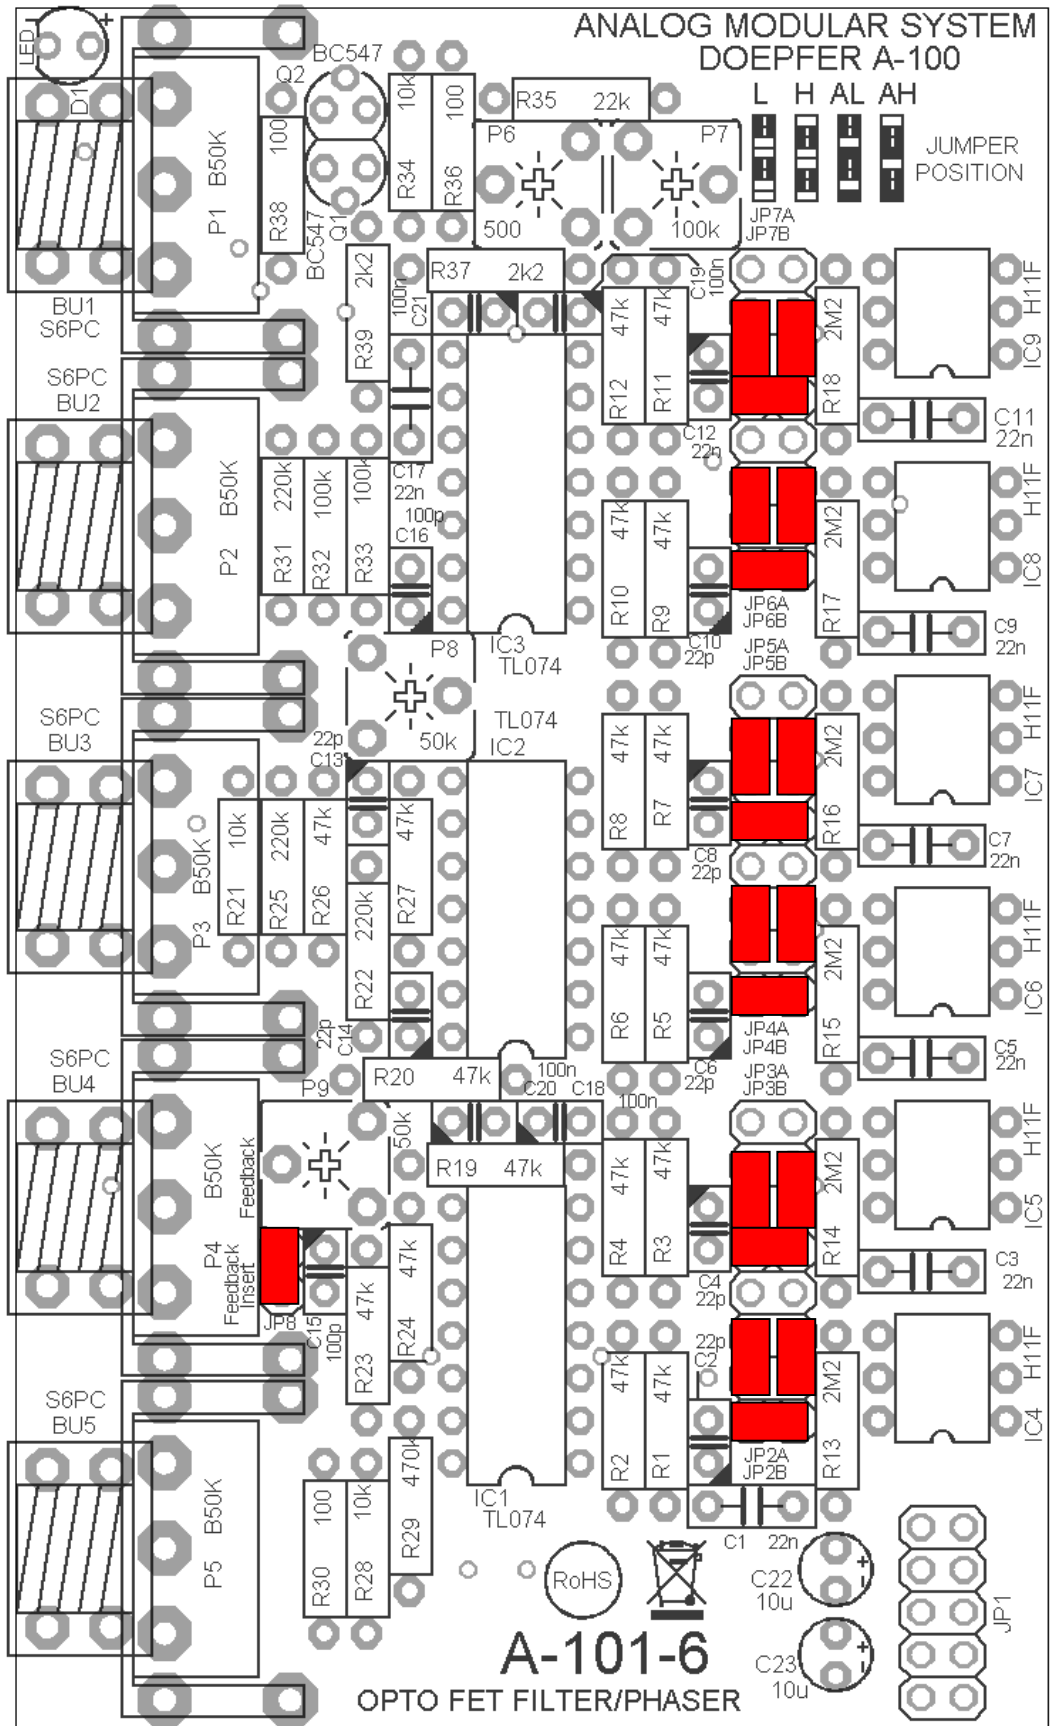 ANALOG MODULAR SYSTEM
DOEPFER A-100
L H AL AH
JUMPER
POSITION
JP7A
JP7B
LED
+
D1
Q2
BC547
BC547
Q1
10k
R34
100
R36
R35 22k
P6
500
P7
100k
100
R38
B50K
P1
BU1
S6PC
2k2
R39
100n
C21
R37 2k2
C19
100n
47k
R12
47k
R11
2M2
R18
H11F
IC9
C11
22n
C12
22n
S6PC
BU2
B50K
P2
220k
R31
100k
R32
100k
R33
C17
22n
100p
C16
IC3
TL074
47k
R10
47k
R9
C10
22p
2M2
R17
H11F
IC8
C9
22n
JP6A
JP6B
JP5A
JP5B
P8
50k
TL074
IC2
S6PC
BU3
B50K
P3
22p
C13
10k
R21
220k
R25
47k
R26
47k
R27
220k
R22
22p
C14
47k
R8
47k
R7
C8
22p
2M2
R16
H11F
IC7
C7
22n
47k
R6
47k
R5
C6
22p
2M2
R15
H11F
IC6
C5
22n
JP4A
JP4B
JP3A
JP3B
S6PC
BU4
P9
50k
R20 47k
100n
C20
C18
100n
R19 47k
B50K
P4
Feedback
Feedback
Insert
JP8
C15
100p
47k
R23
47k
R24
47k
R4
47k
R3
C4
22p
2M2
R14
H11F
IC5
C3
22n
22p
C2
47k
R2
47k
R1
2M2
R13
H11F
IC4
JP2A
JP2B
S6PC
BU5
B50K
P5
100
R30
10k
R28
470k
R29
IC1
TL074
C1 22n
RoHS
C22
10u
+
-
C23
10u
+
-
JP1
A-101-6
OPTO FET FILTER/PHASER